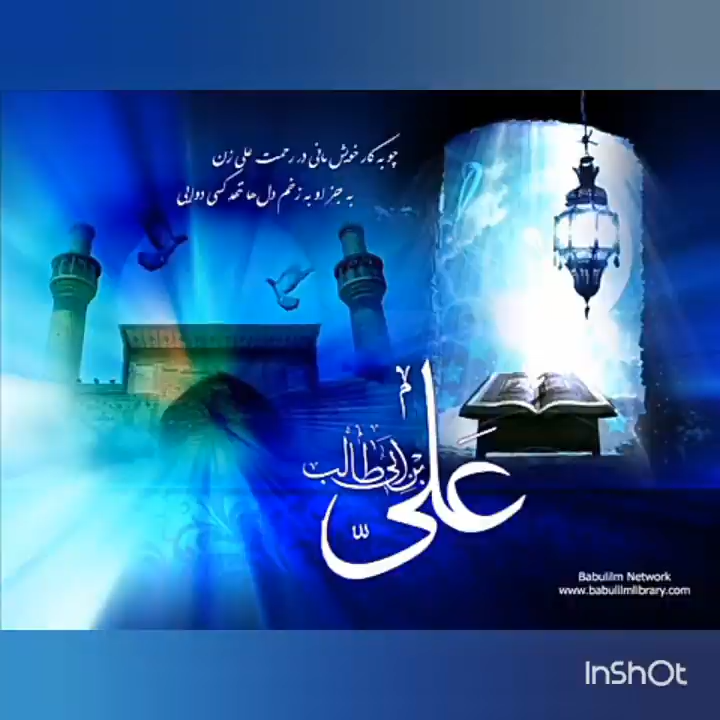 چو به کار خویش مانی در رحمت علی زن
به جز او به زخم دل‌ها ننهد کسی دوایی
علی
بن ابی طالب
Babulilm Network
www.babulilmlibrary.com
InShOt